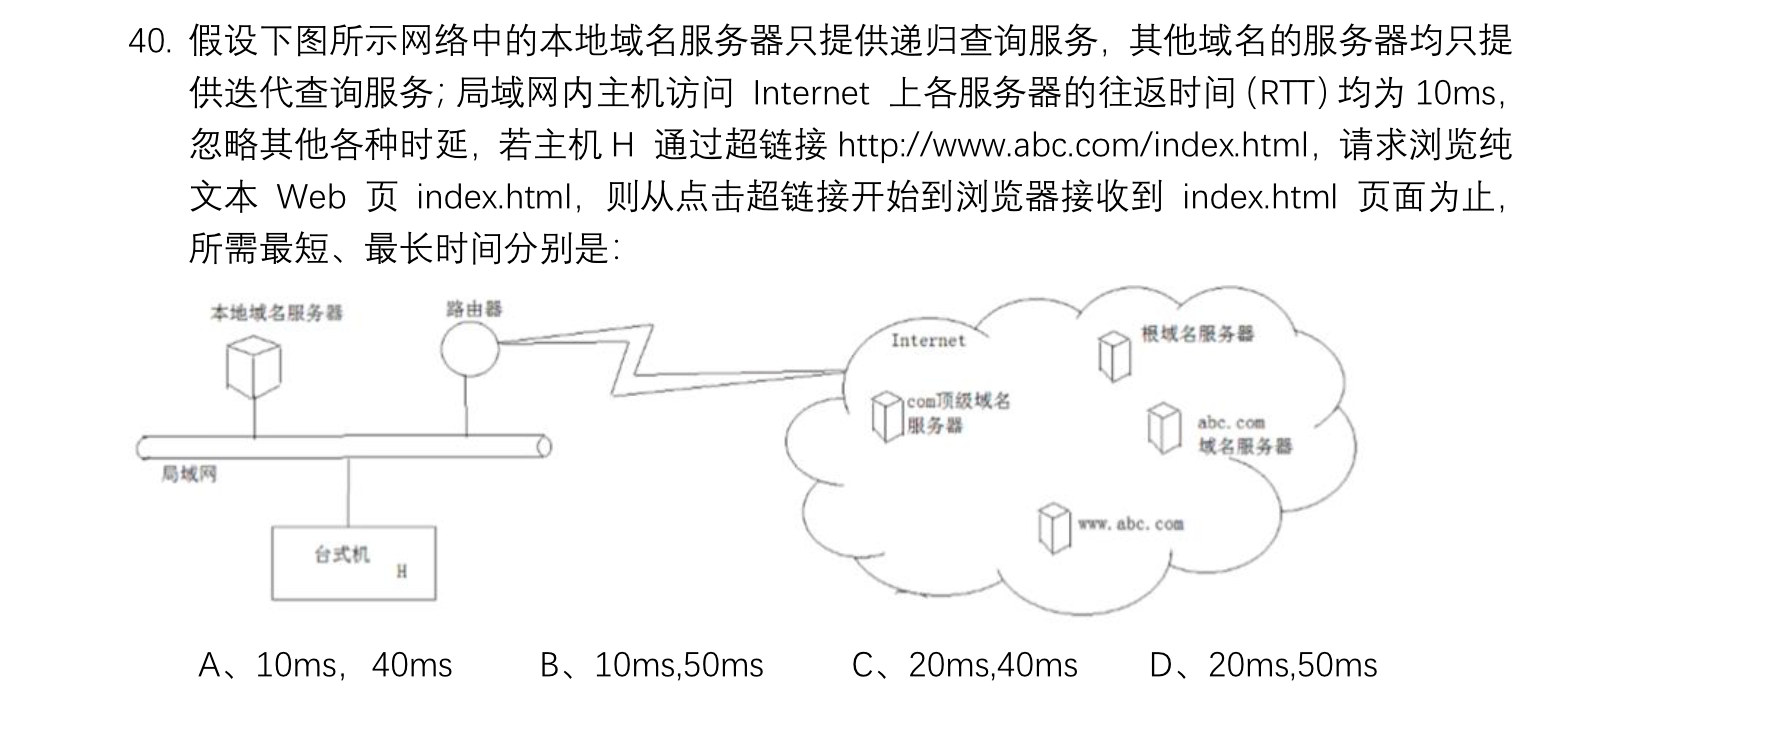 40. 假设下图所示网络中的本地域名服务器只提供递归查询服务，其他域名的服务器均只提
供迭代查询服务；局域网内主机访问 Internet 上各服务器的往返时间（RTT）均为 10ms，
忽略其他各种时延，若主机 H 通过超链接 http://www.abc.com/index.html，请求浏览纯
文本 Web 页 index.html，则从点击超链接开始到浏览器接收到 index.html 页面为止，
所需最短、最长时间分别是：
本地域名服务器
路由器
Internet
根域名服务器
com顶级域名
服务器
abc.com
域名服务器
局域网
www.abc.com
台式机
H
A、10ms，40ms B、10ms,50ms C、20ms,40ms D、20ms,50ms